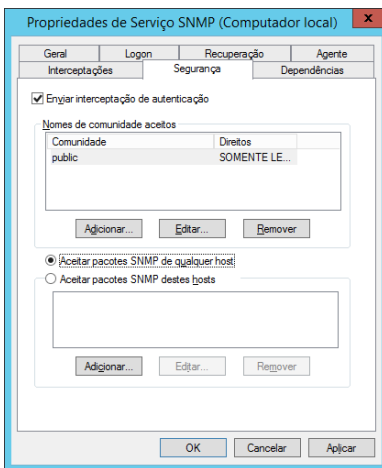 Propriedades de Serviço SNMP (Computador local) x
Geral Logon Recuperação Agente
Interceptações Segurança Dependências
Enviar interceptação de autenticação
Nomes de comunidade aceitos
Comunidade Direitos
public SOMENTE LE...
Adicionar... Editar... Remover
Aceitar pacotes SNMP de qualquer host
Aceitar pacotes SNMP destes hosts
Adicionar... Editar... Remover
OK Cancelar Aplicar